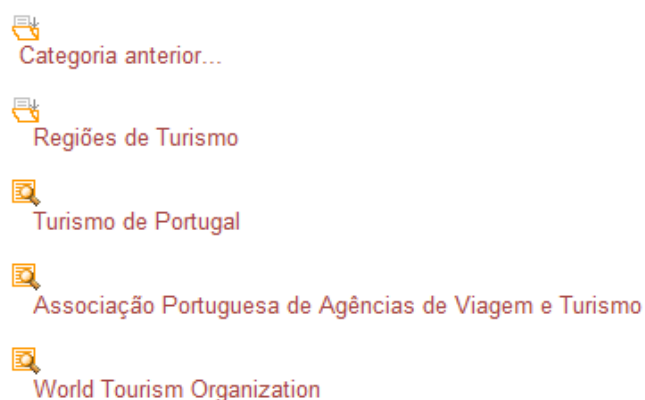 Categoria anterior...
Regiões de Turismo
Turismo de Portugal
Associação Portuguesa de Agências de Viagem e Turismo
World Tourism Organization